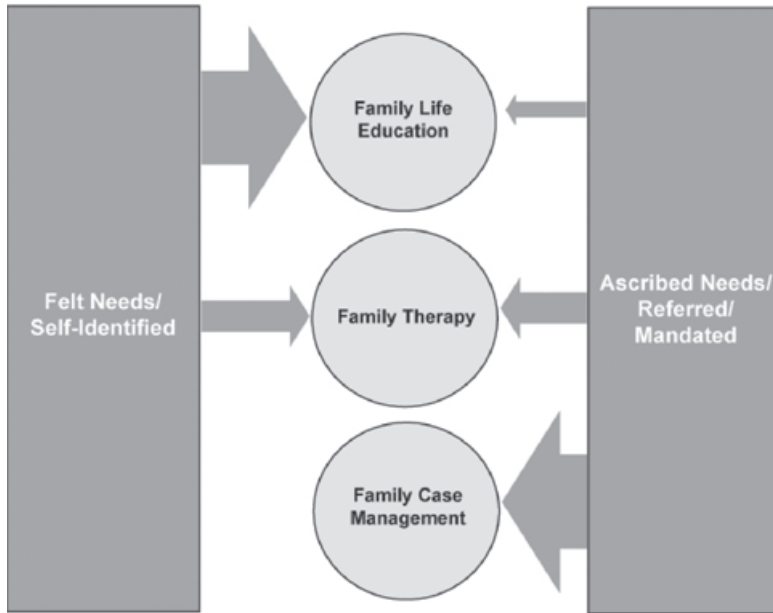 Family Life
Education
Felt Needs/
Self-Identified
Family Therapy
Ascribed Needs/
Referred/
Mandated
Family Case
Management